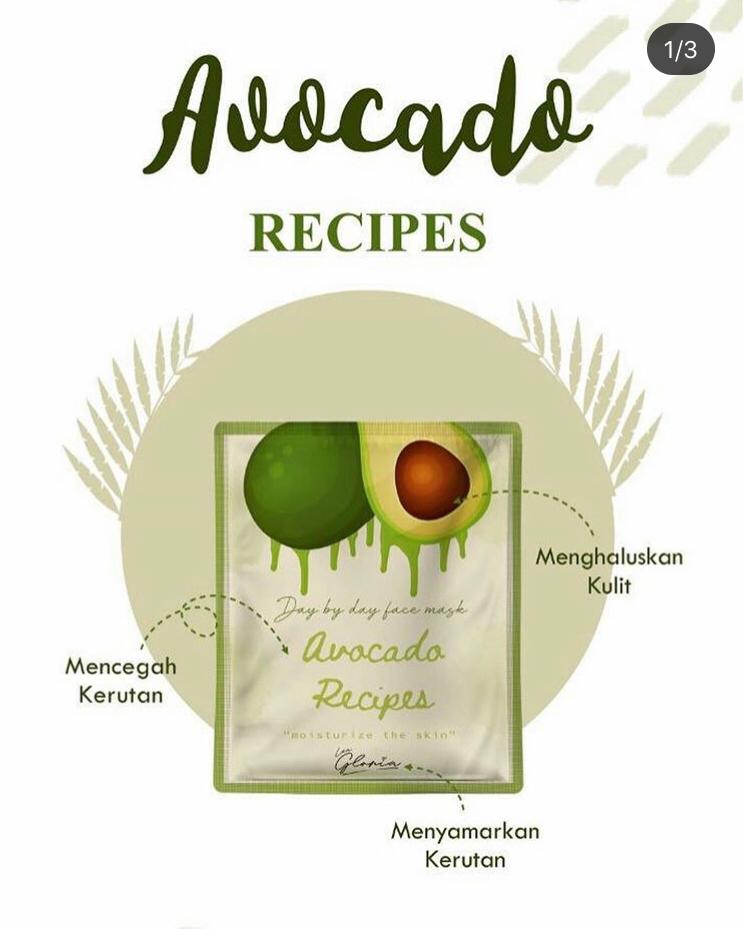 1/3
Avocado
RECIPES
Menghaluskan
Kulit
Day by day face mask
Avocado
Recipes
Mencegah
Kerutan
"moisturize the skin"
Gloria
Menyamarkan
Kerutan